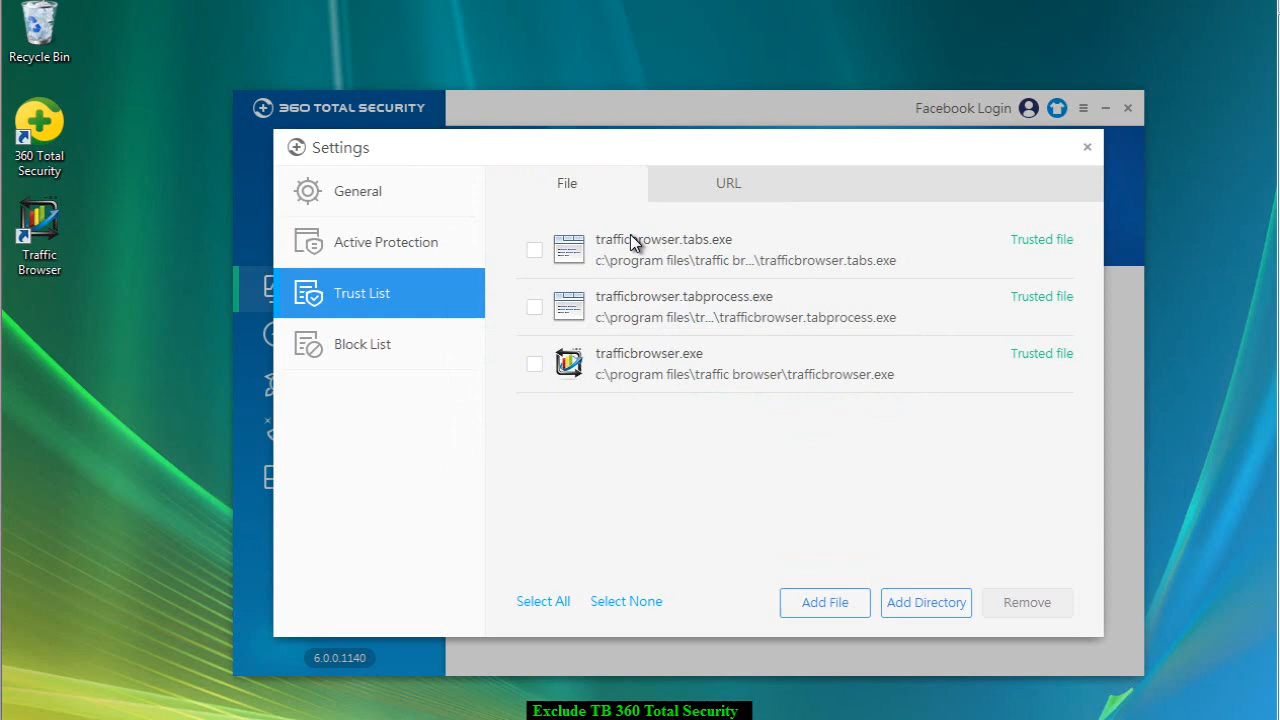 Recycle Bin
360 Total
Security
Traffic
Browser
360 TOTAL SECURITY
Facebook Login
Settings
General
Active Protection
Trust List
Block List
File
URL
trafficbrowser.tabs.exe
Trusted file
c:\program files\traffic br...\trafficbrowser.tabs.exe
trafficbrowser.tabprocess.exe
Trusted file
c:\program files\tr...\trafficbrowser.tabprocess.exe
trafficbrowser.exe
Trusted file
c:\program files\traffic browser\trafficbrowser.exe
Select All
Select None
Add File
Add Directory
Remove
6.0.0.1140
Exclude TB 360 Total Security